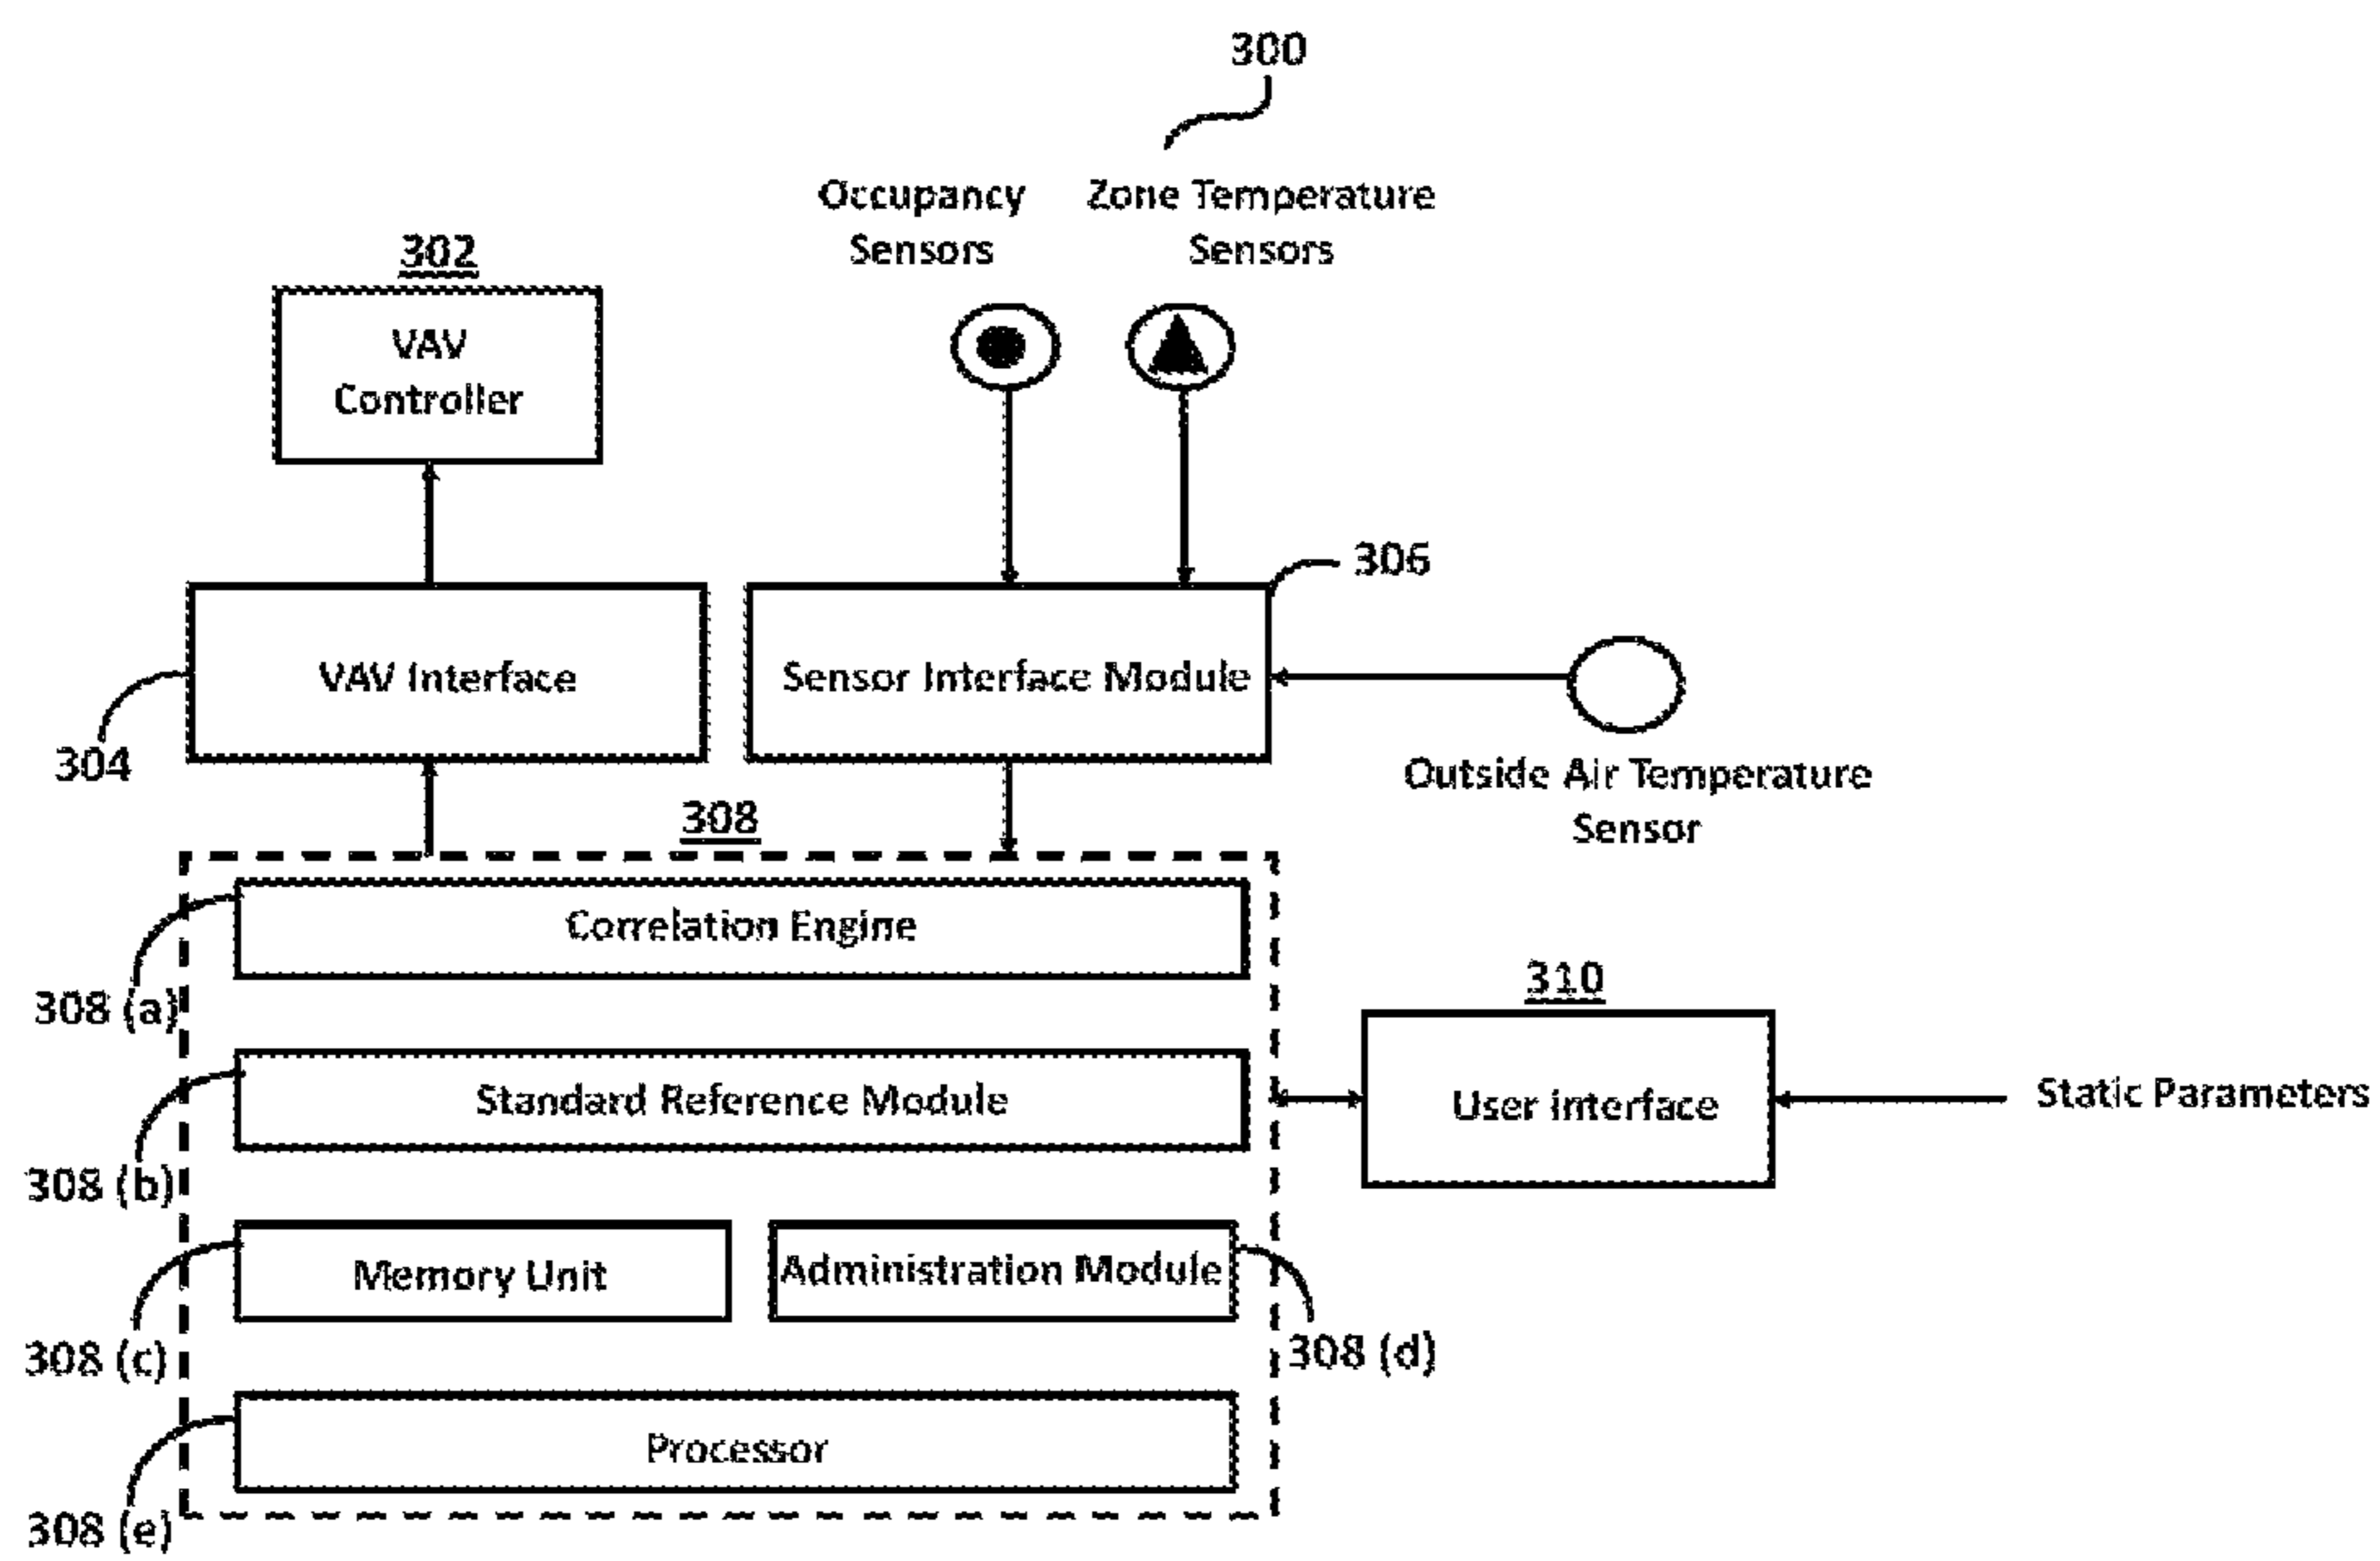 300
Occupancy
Sensors
Zone Temperature
Sensors
302
VAV
Controller
306
VAV Interface
Sensor Interface Module
304
Outside Air Temperature
Sensor
308
Correlation Engine
308 (a)
310
Standard Reference Module
User Interface
Static Parameters
308 (b)
Memory Unit
Administration Module
308 (c)
308 (d)
Processor
308 (e)